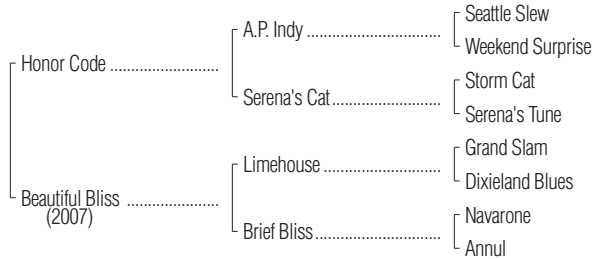 Seattle Slew
A.P. Indy ..............................
Weekend Surprise
Honor Code ........................
Storm Cat
Serena's Cat........................
Serena's Tune
Grand Slam
Limehouse ..........................
Dixieland Blues
Beautiful Bliss ....................
(2007)
Navarone
Brief Bliss............................
Annul